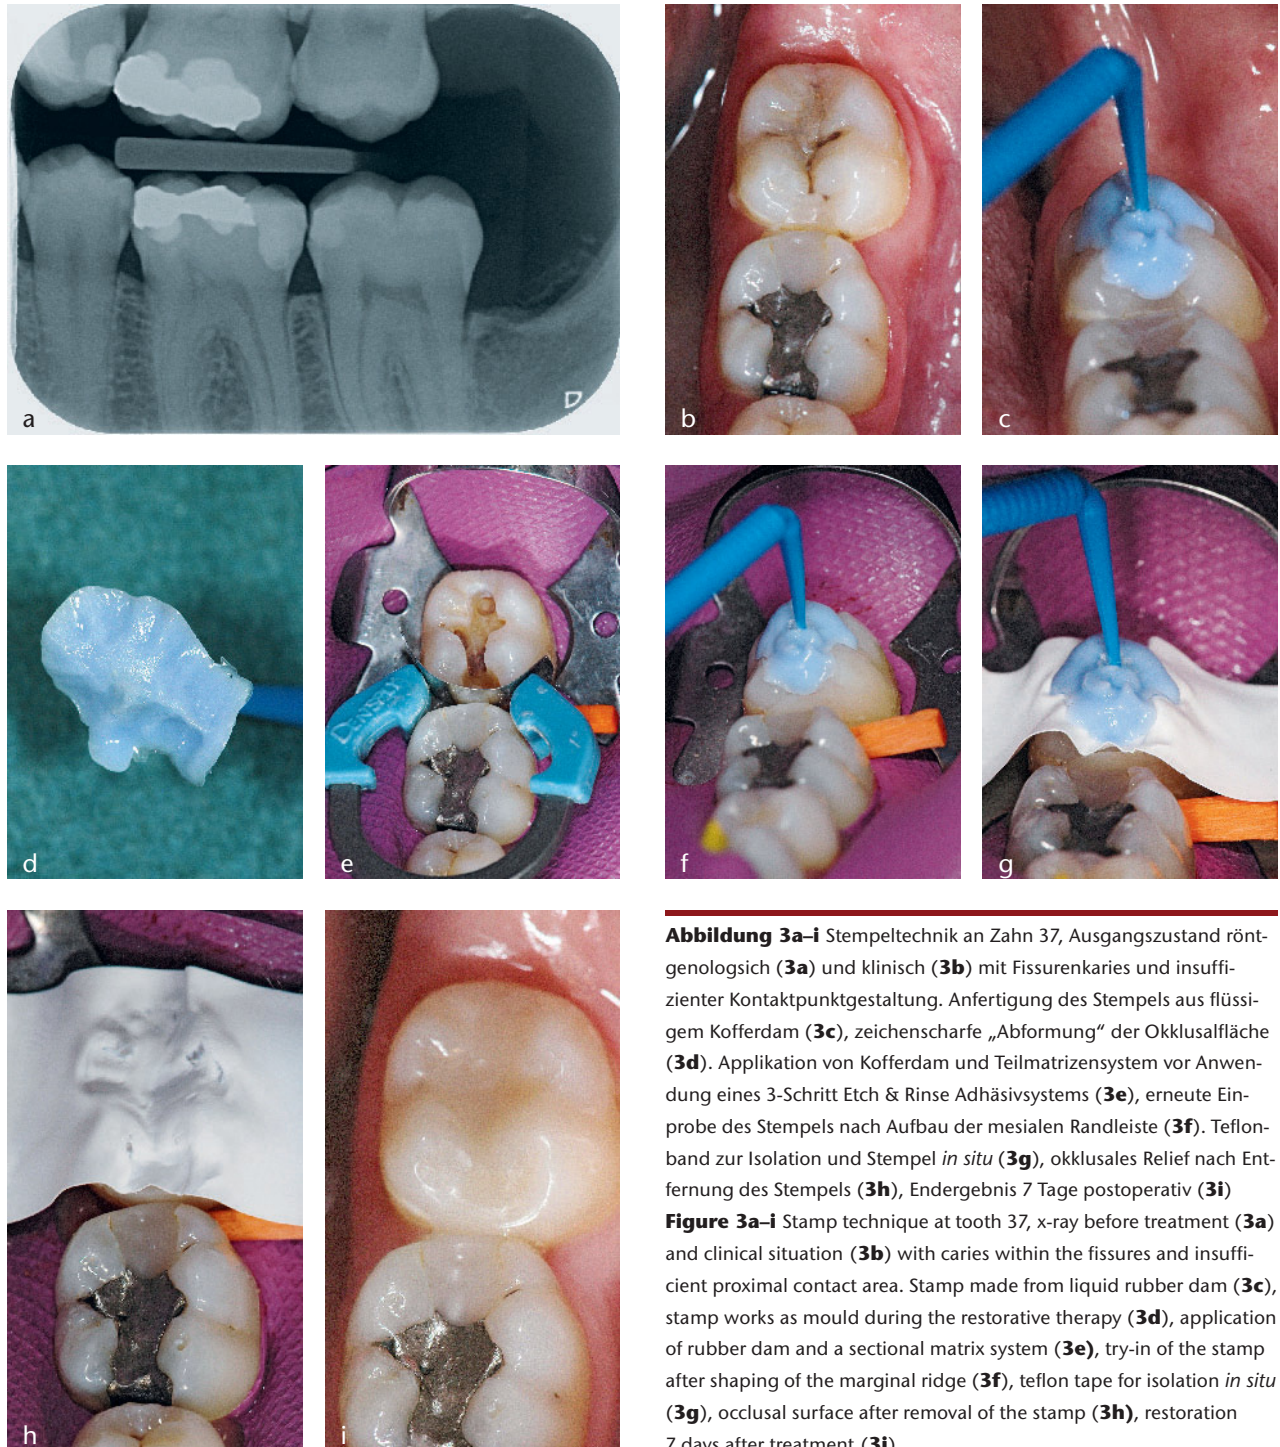 D
a
b
c
d
DENSPLY
e
f
g
h
i
Abbildung 3a–i Stempeltechnik an Zahn 37, Ausgangszustand rönt-
genologsich (3a) und klinisch (3b) mit Fissurenkaries und insuffi-
zienter Kontaktpunktgestaltung. Anfertigung des Stempels aus flüssi-
gem Kofferdam (3c), zeichenscharfe „Abformung“ der Okklusalfläche
(3d). Applikation von Kofferdam und Teilmatrizensystem vor Anwen-
dung eines 3-Schritt Etch & Rinse Adhäsivsystems (3e), erneute Ein-
probe des Stempels nach Aufbau der mesialen Randleiste (3f). Teflon-
band zur Isolation und Stempel in situ (3g), okklusales Relief nach Ent-
fernung des Stempels (3h), Endergebnis 7 Tage postoperativ (3i)
Figure 3a–i Stamp technique at tooth 37, x-ray before treatment (3a)
and clinical situation (3b) with caries within the fissures and insuffi-
cient proximal contact area. Stamp made from liquid rubber dam (3c),
stamp works as mould during the restorative therapy (3d), application
of rubber dam and a sectional matrix system (3e), try-in of the stamp
after shaping of the marginal ridge (3f), teflon tape for isolation in situ
(3g), occlusal surface after removal of the stamp (3h), restoration
7 days after treatment (3i)